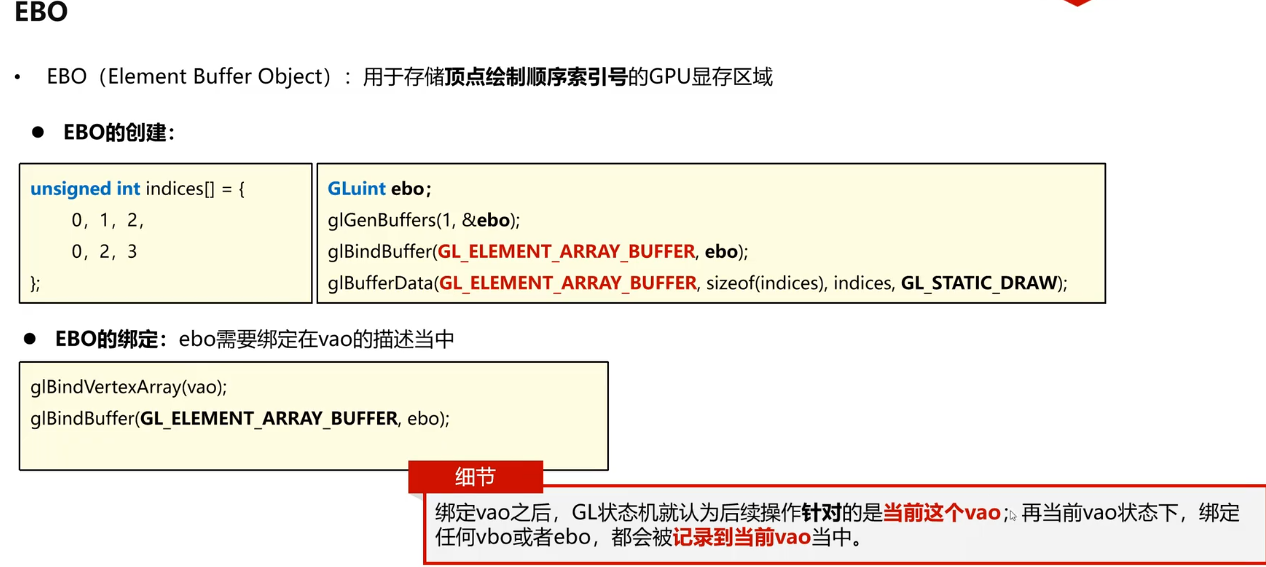 EBO
• EBO（Element Buffer Object）：用于存储顶点绘制顺序索引号的GPU显存区域
● EBO的创建：
unsigned int indices[] = {
0，1，2，
0，2，3
};
GLuint ebo；
glGenBuffers(1, &ebo);
glBindBuffer(GL_ELEMENT_ARRAY_BUFFER, ebo);
glBufferData(GL_ELEMENT_ARRAY_BUFFER, sizeof(indices), indices, GL_STATIC_DRAW);
● EBO的绑定：ebo需要绑定在vao的描述当中
glBindVertexArray(vao);
glBindBuffer(GL_ELEMENT_ARRAY_BUFFER, ebo);
细节
绑定vao之后，GL状态机就认为后续操作针对的是当前这个vao；再当前vao状态下，绑定
任何vbo或者ebo，都会被记录到当前vao当中。